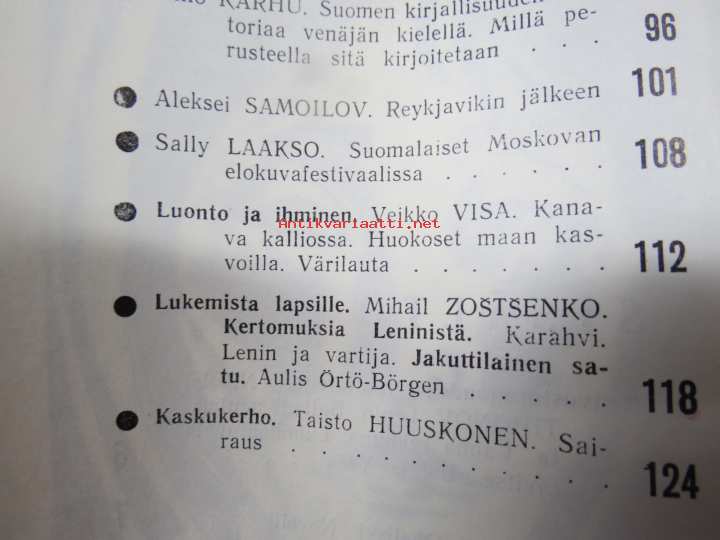 KARHU. Suomen kirjallisuuden
toriaa venäjän kielellä. Millä pe-
rusteella sitä kirjoitetaan . . . 96
Aleksei SAMOILOV. Reykjavikin jälkeen 101
Sally LAAKSO. Suomalaiset Moskovan
elokuvafestivaalissa . . . . . 108
Luonto ja ihminen. Veikko VISA. Kana-
Antikvariaatti.net
va kalliossa. Huokoset maan kas-
voilla. Värilauta . . . . . . 112
Lukemista lapsille. Mihail ZOŠTŠENKO.
Kertomuksia Leninistä. Karahvi.
Lenin ja vartija. Jakuttilainen sa-
tu. Aulis Örtö-Börgen . . . . . 118
Kaskukerho. Taisto HUUSKONEN. Sai-
raus . . . . . . . . . . 124